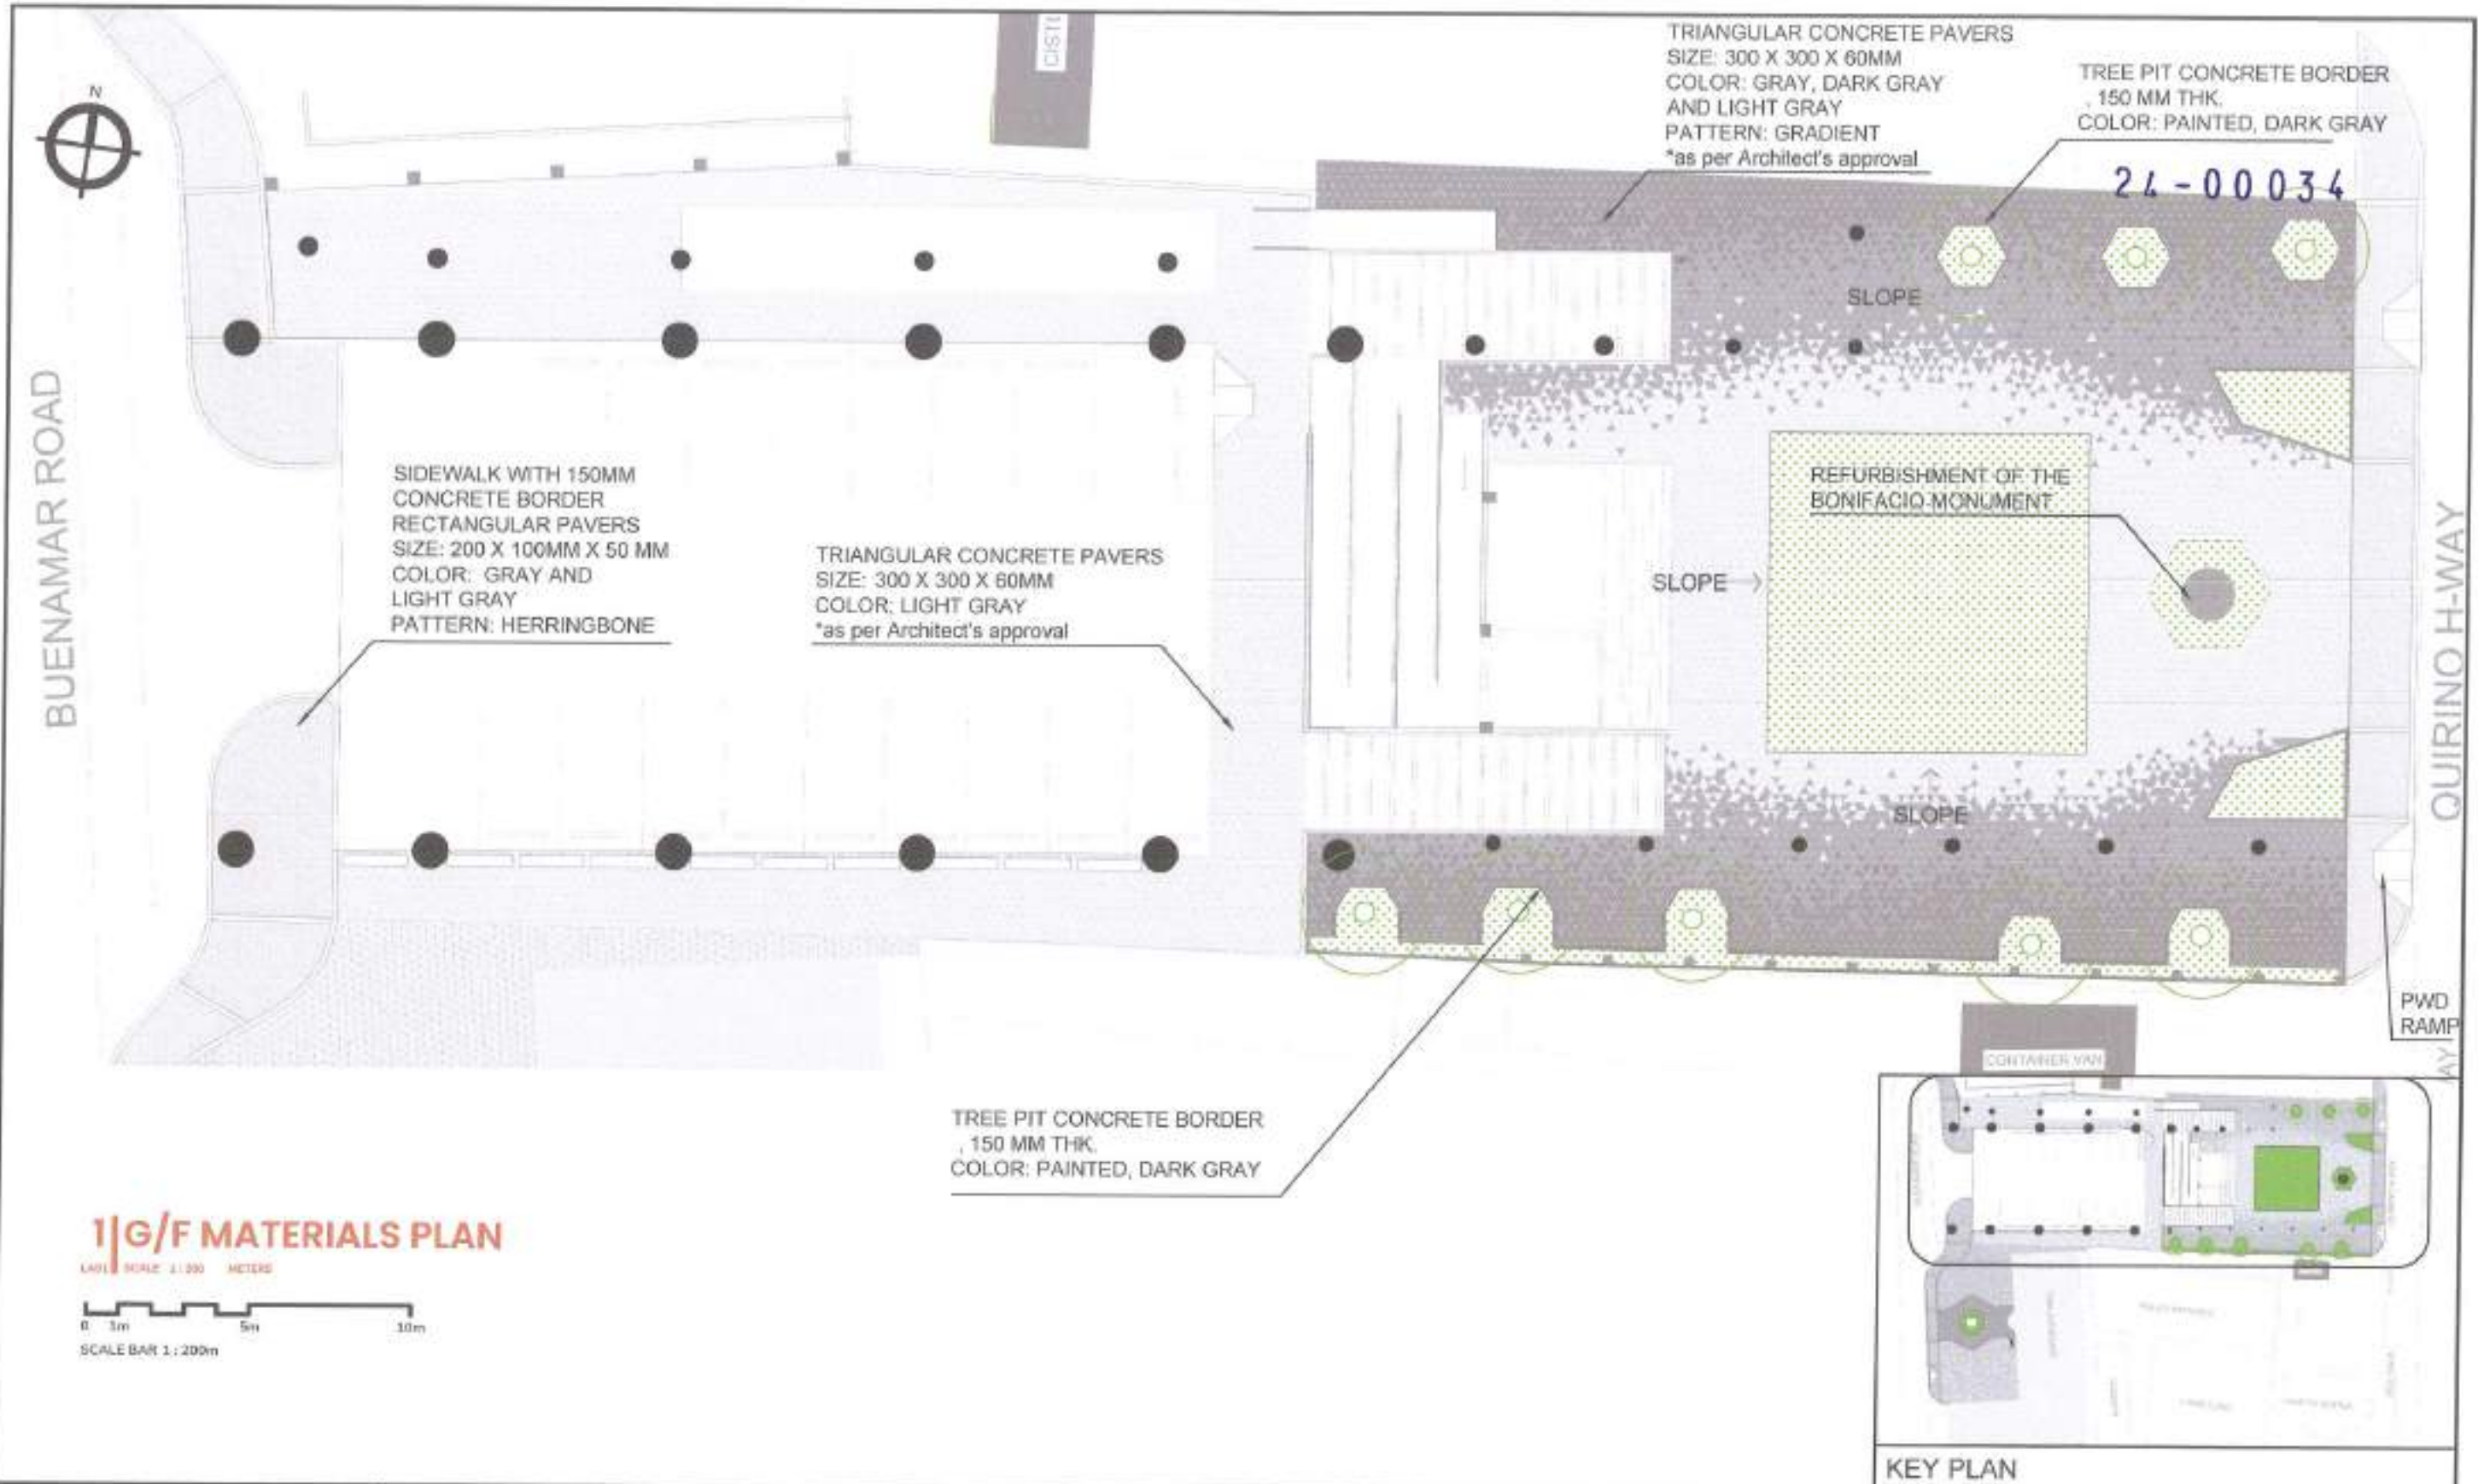 CISTE
TRIANGULAR CONCRETE PAVERS
SIZE: 300 X 300 X 60MM
COLOR: GRAY, DARK GRAY
AND LIGHT GRAY
PATTERN: GRADIENT
*as per Architect's approval
TREE PIT CONCRETE BORDER
, 150 MM THK.
COLOR: PAINTED, DARK GRAY
24-00034
N
SLOPE
BUENAMAR ROAD
SIDEWALK WITH 150MM
CONCRETE BORDER
RECTANGULAR PAVERS
SIZE: 200 X 100MM X 50 MM
COLOR: GRAY AND
LIGHT GRAY
PATTERN: HERRINGBONE
TRIANGULAR CONCRETE PAVERS
SIZE: 300 X 300 X 60MM
COLOR: LIGHT GRAY
*as per Architect's approval
REFURBISHMENT OF THE
BONIFACIO MONUMENT
SLOPE
QUIRINO H-WAY
SLOPE
PWD
RAMP
CONTAINER VAN
TREE PIT CONCRETE BORDER
, 150 MM THK.
COLOR: PAINTED, DARK GRAY
1 G/F MATERIALS PLAN
SCALE 1:200 METERS
0 1m 5m 10m
SCALE BAR 1 : 200m
KEY PLAN